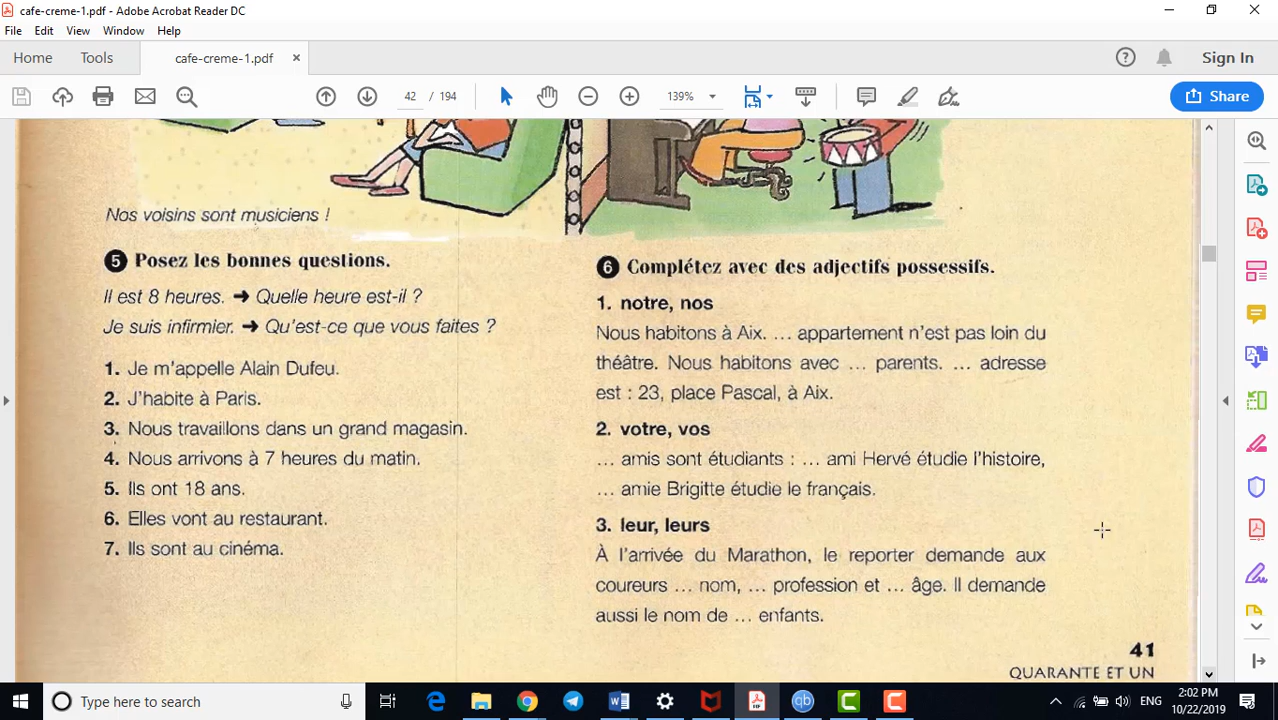 cafe-creme-1.pdf - Adobe Acrobat Reader DC
File Edit View Window Help
Home Tools cafe-creme-1.pdf × Sign In
42 / 194 139% Share
Nos voisins sont musiciens !
5 Posez les bonnes questions.
Il est 8 heures. ➜ Quelle heure est-il ?
Je suis infirmier. ➜ Qu'est-ce que vous faites ?
1. Je m'appelle Alain Dufeu.
2. J'habite à Paris.
3. Nous travaillons dans un grand magasin.
4. Nous arrivons à 7 heures du matin.
5. Ils ont 18 ans.
6. Elles vont au restaurant.
7. Ils sont au cinéma.
6 Complétez avec des adjectifs possessifs.
1. notre, nos
Nous habitons à Aix. ... appartement n'est pas loin du
théâtre. Nous habitons avec ... parents. ... adresse
est : 23, place Pascal, à Aix.
2. votre, vos
... amis sont étudiants : ... ami Hervé étudie l'histoire,
... amie Brigitte étudie le français.
3. leur, leurs
À l'arrivée du Marathon, le reporter demande aux
coureurs ... nom, ... profession et ... âge. Il demande
aussi le nom de ... enfants.
41
QUARANTE ET UN
Type here to search
ENG
2:02 PM
10/22/2019